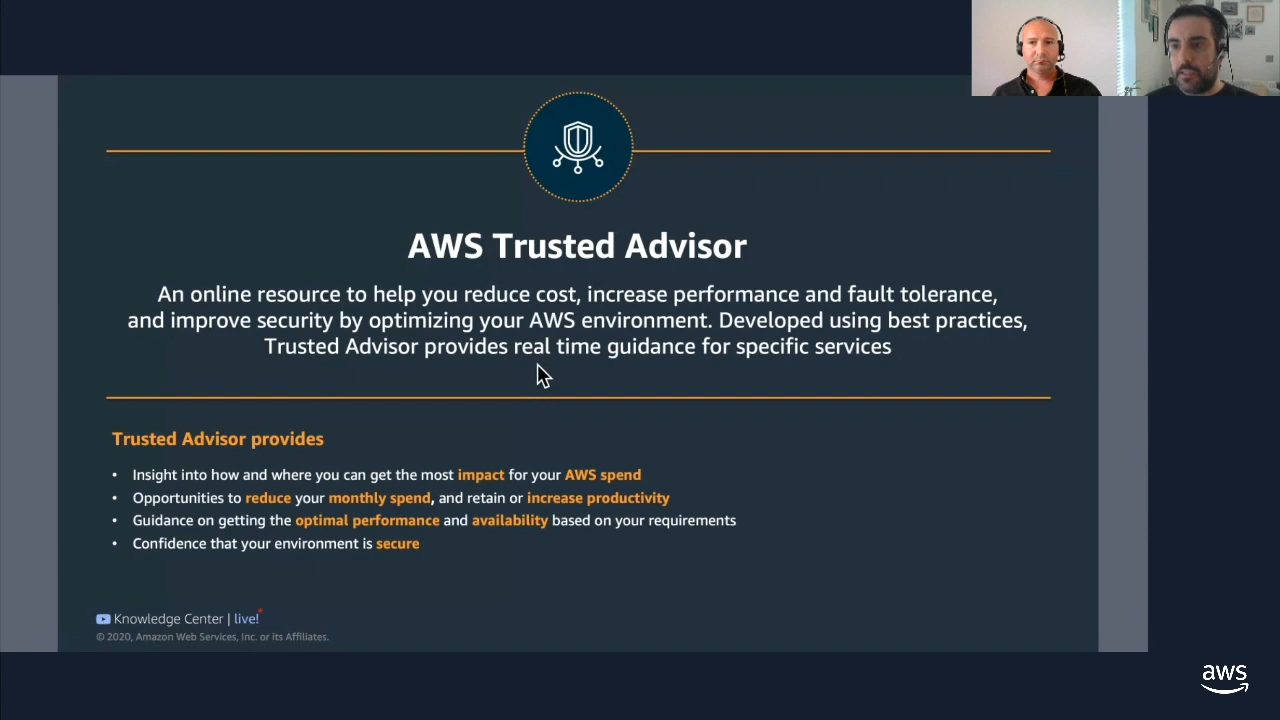 AWS Trusted Advisor
An online resource to help you reduce cost, increase performance and fault tolerance,
and improve security by optimizing your AWS environment. Developed using best practices,
Trusted Advisor provides real time guidance for specific services
Trusted Advisor provides
• Insight into how and where you can get the most impact for your AWS spend
• Opportunities to reduce your monthly spend, and retain or increase productivity
• Guidance on getting the optimal performance and availability based on your requirements
• Confidence that your environment is secure
Knowledge Center | live!
© 2020, Amazon Web Services, Inc. or its Affiliates.
aws